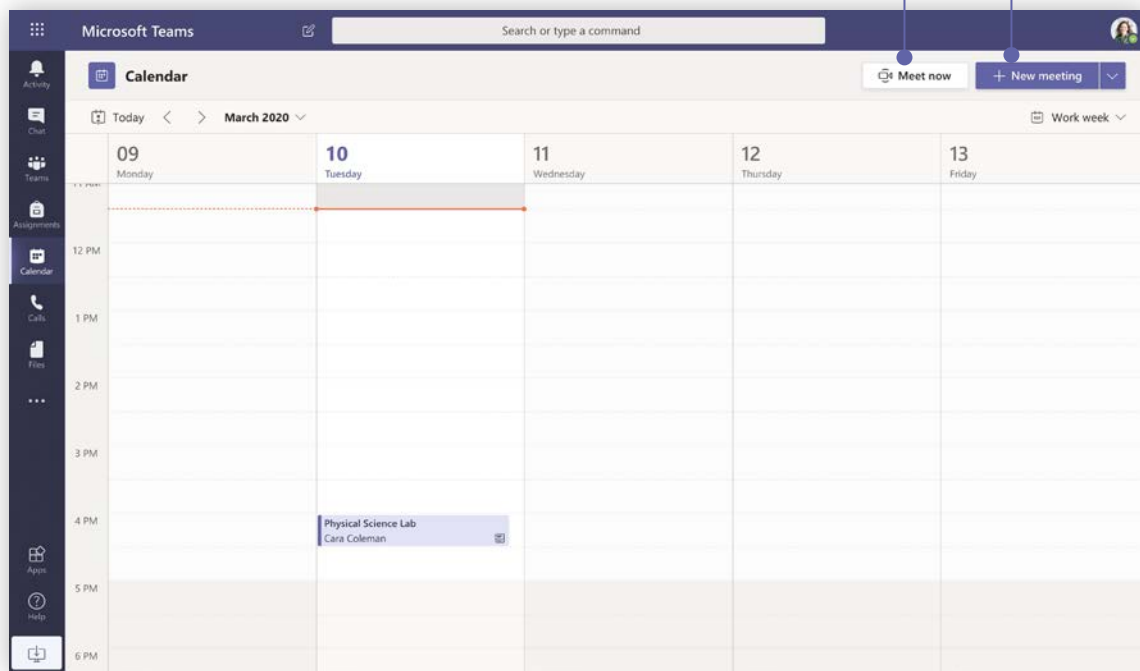 Microsoft Teams
Search or type a command
Activity
Calendar
Meet now
New meeting
Chat
Today
March 2020
Work week
Teams
09
10
11
12
13
Monday
Tuesday
Wednesday
Thursday
Friday
11 AM
Assignments
12 PM
Calendar
Calls
1 PM
Files
2 PM
3 PM
4 PM
Physical Science Lab
Cara Coleman
Apps
5 PM
Help
6 PM